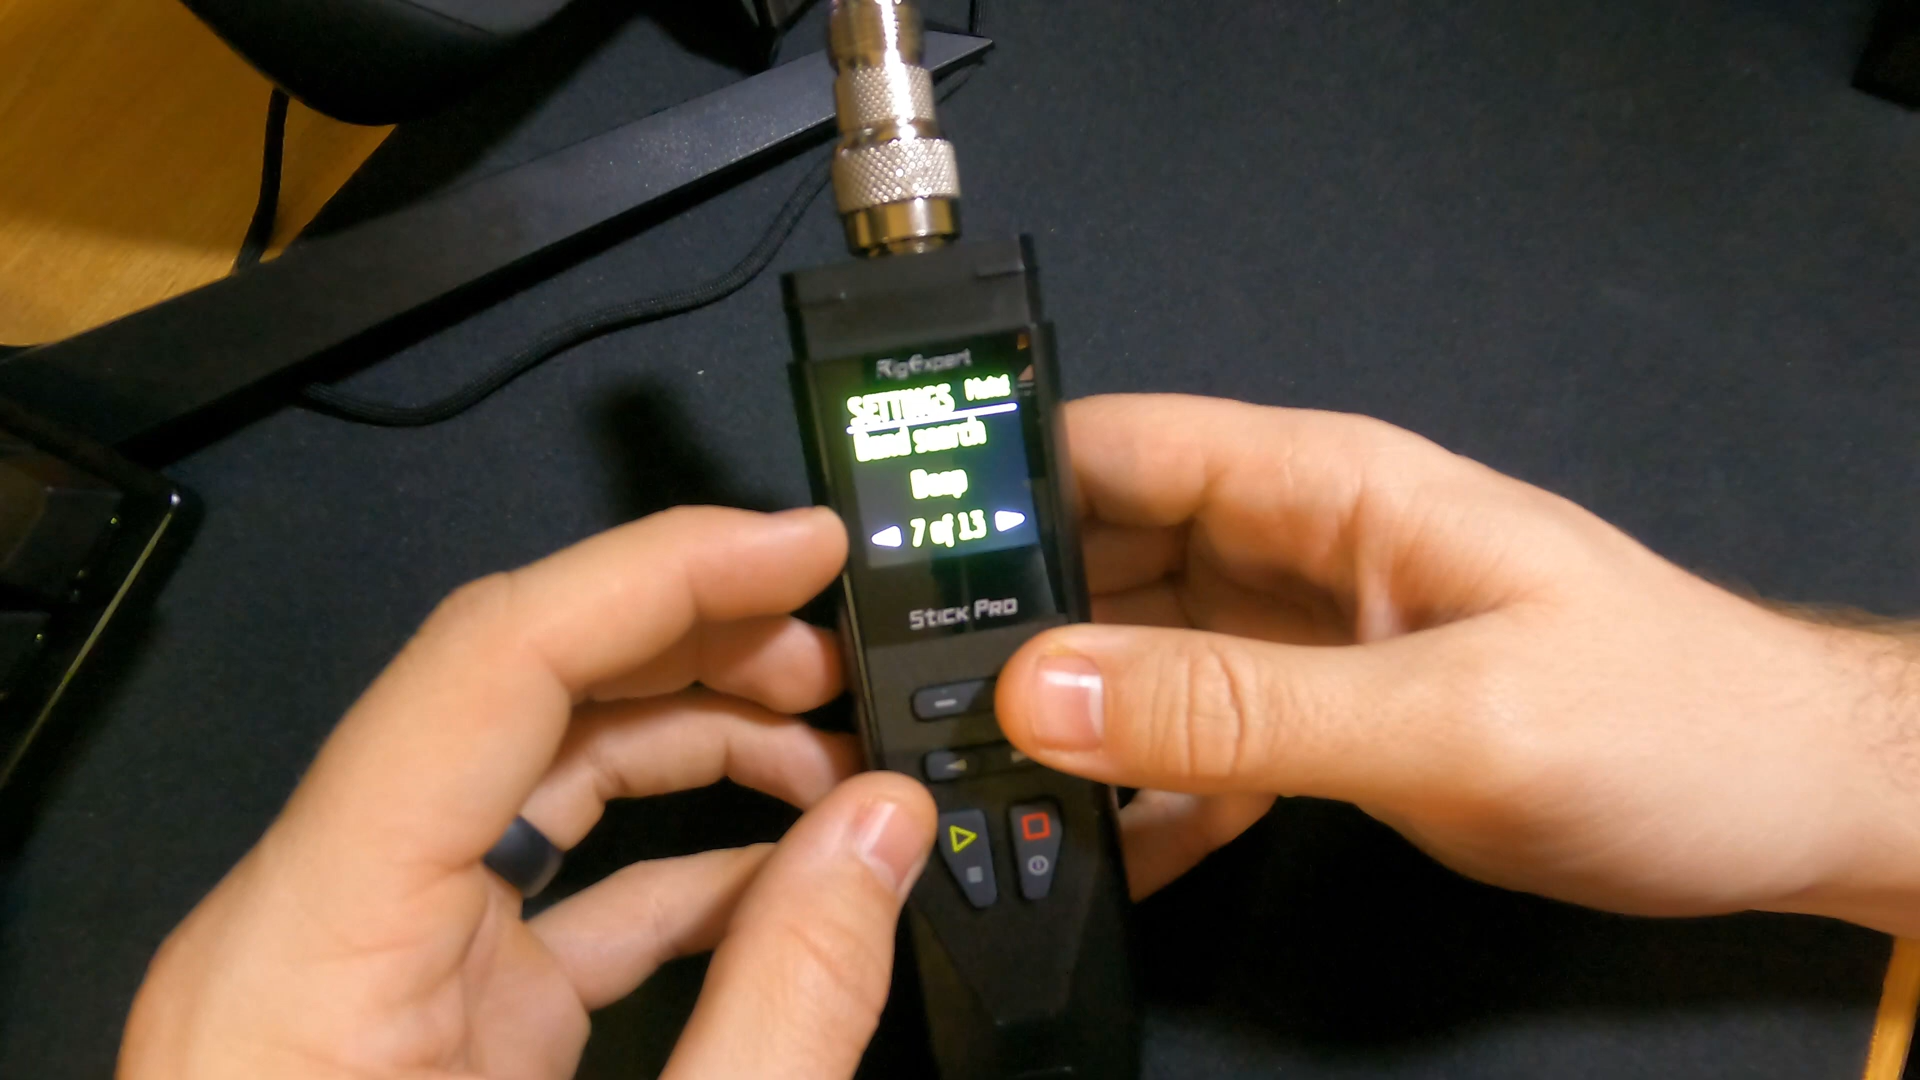 RigExpert
SETTINGS
Band search
Deep
7 of 13
Stick Pro